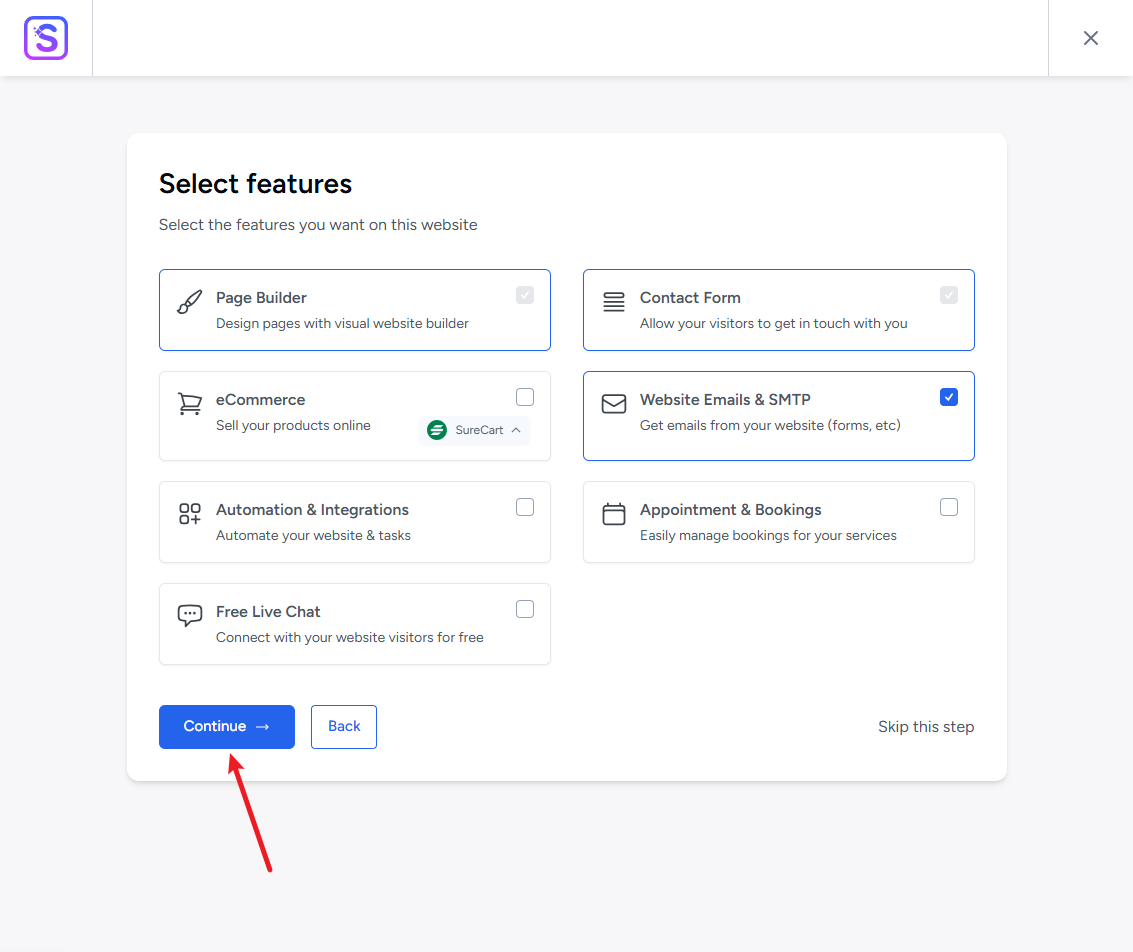 S
Select features
Select the features you want on this website
Page Builder
Design pages with visual website builder
Contact Form
Allow your visitors to get in touch with you
eCommerce
Sell your products online
SureCart
Website Emails & SMTP
Get emails from your website (forms, etc)
Automation & Integrations
Automate your website & tasks
Appointment & Bookings
Easily manage bookings for your services
Free Live Chat
Connect with your website visitors for free
Continue →
Back
Skip this step